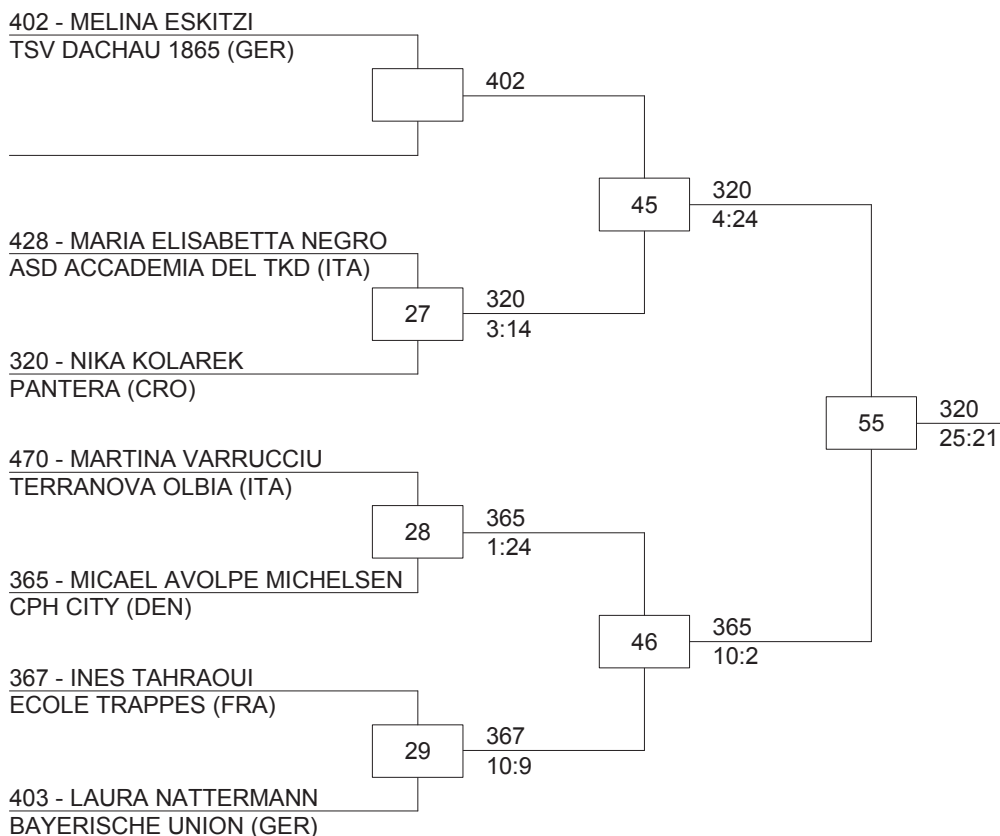 402 - MELINA ESKITZI
TSV DACHAU 1865 (GER)
402
45
320
4:24
428 - MARIA ELISABETTA NEGRO
ASD ACCADEMIA DEL TKD (ITA)
27
320
3:14
320 - NIKA KOLAREK
PANTERA (CRO)
55
320
25:21
470 - MARTINA VARRUCCIU
TERRANOVA OLBIA (ITA)
28
365
1:24
365 - MICAEL AVOLPE MICHELSEN
CPH CITY (DEN)
46
365
10:2
367 - INES TAHRAOUI
ECOLE TRAPPES (FRA)
29
367
10:9
403 - LAURA NATTERMANN
BAYERISCHE UNION (GER)